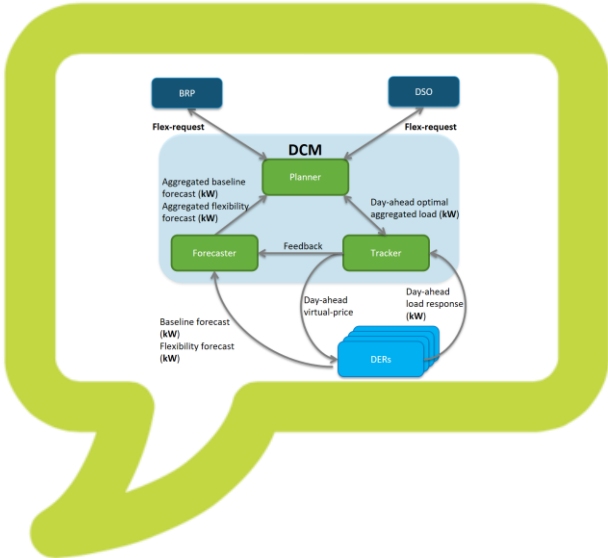 BRP
DSO
Flex-request
Flex-request
DCM
Planner
Aggregated baseline
forecast (kW)
Aggregated flexibility
forecast (kW)
Day-ahead optimal
aggregated load (kW)
Forecaster
Feedback
Tracker
Day-ahead
virtual-price
Day-ahead
load response
(kW)
Baseline forecast
(kW)
Flexibility forecast
(kW)
DERs